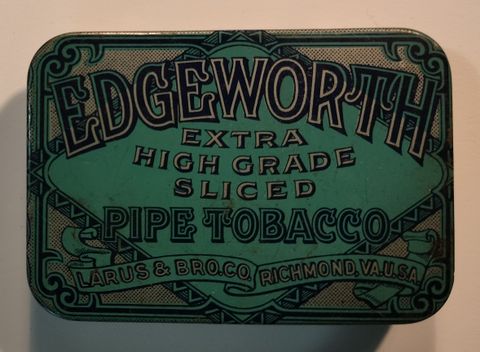 EDGEWORTH
EXTRA
HIGH GRADE
SLICED
PIPE TOBACCO
LARUS & BRO.CO. RICHMOND, VA.U.S.A.